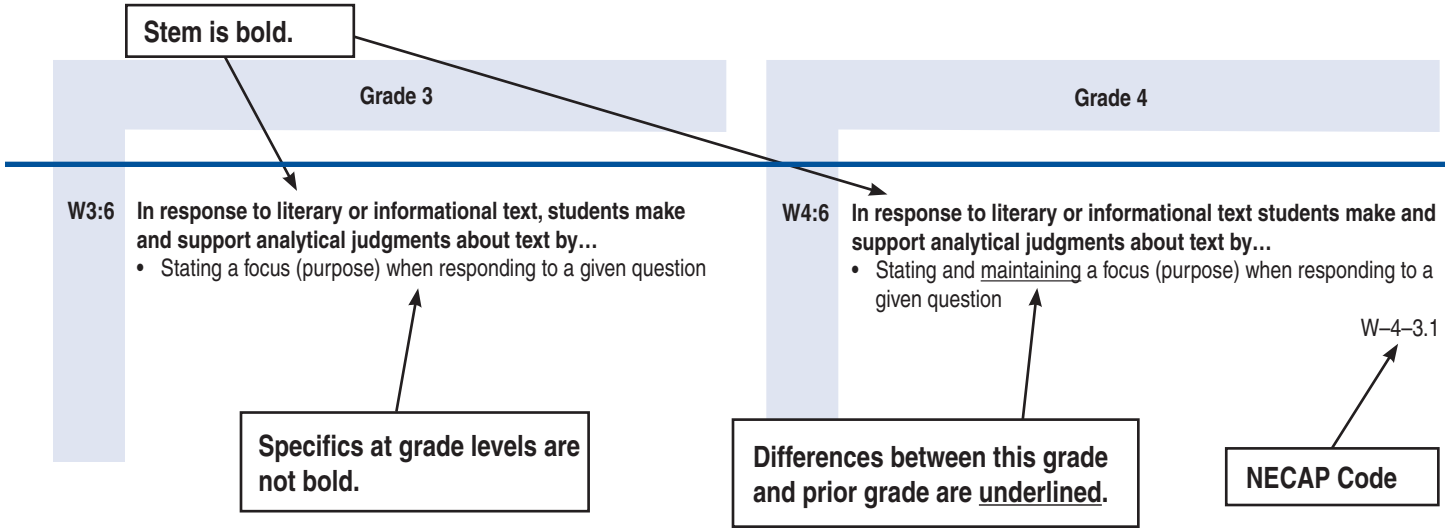 Stem is bold.
Grade 3
Grade 4
W3:6 In response to literary or informational text, students make
and support analytical judgments about text by…
• Stating a focus (purpose) when responding to a given question
W4:6 In response to literary or informational text students make and
support analytical judgments about text by…
• Stating and maintaining a focus (purpose) when responding to a
given question
W–4–3.1
Specifics at grade levels are
not bold.
Differences between this grade
and prior grade are underlined.
NECAP Code